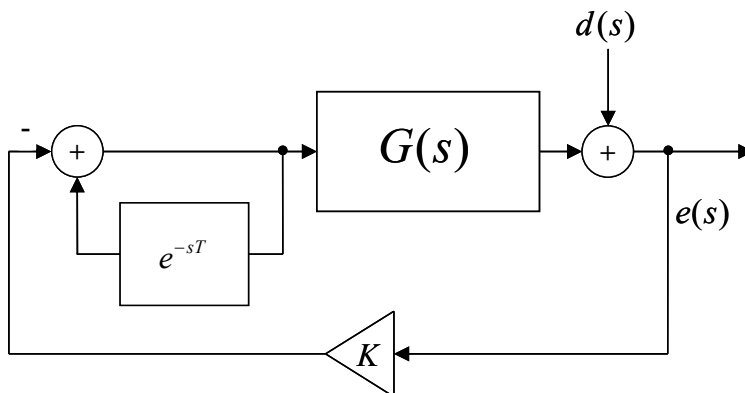 d(s)
-
+
G(s)
+
e(s)
e^{-sT}
K